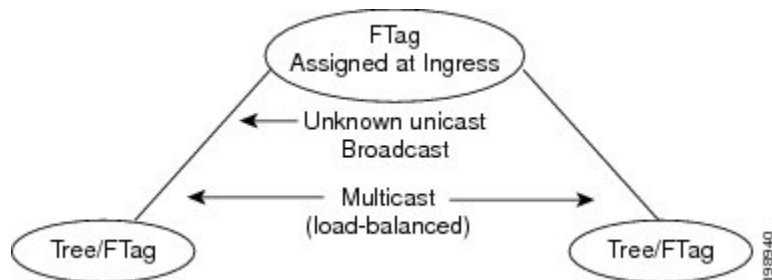 FTag
Assigned at Ingress
Unknown unicast
Broadcast
Multicast
(load-balanced)
Tree/FTag
Tree/FTag
198940